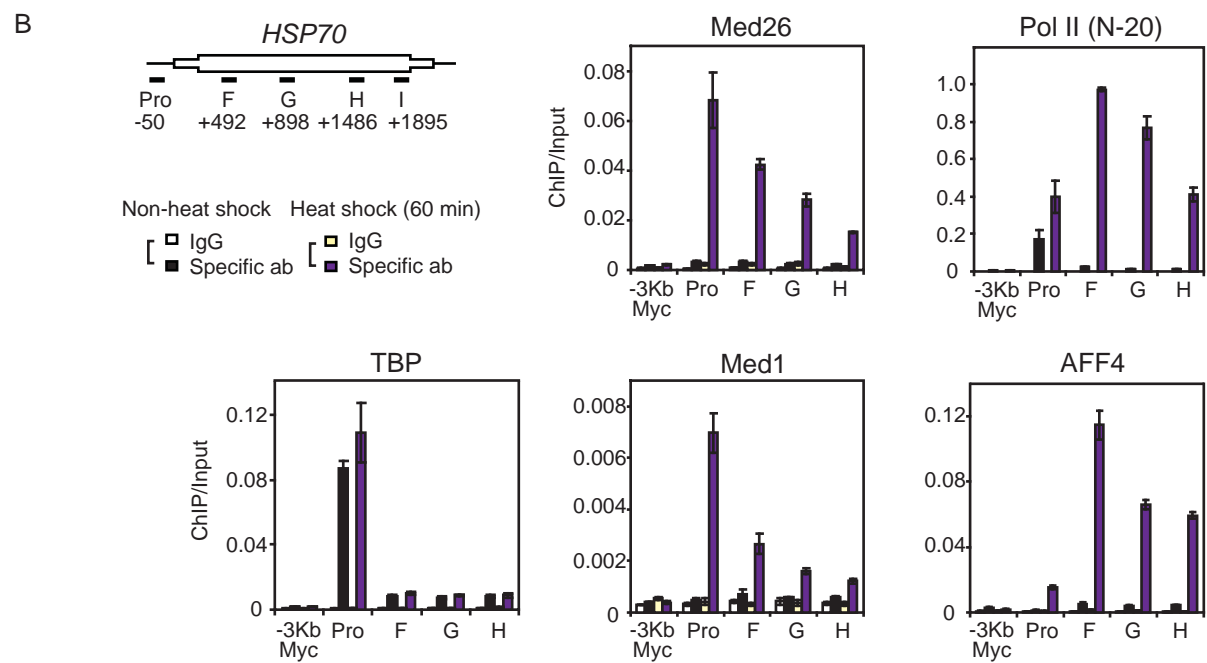 B
HSP70
Pro F G H I
-50 +492 +898 +1486 +1895
Non-heat shock Heat shock (60 min)
IgG IgG
Specific ab Specific ab
Med26
ChIP/Input
0.08
0.06
0.04
0.02
0
-3Kb Pro F G H
Myc
Pol II (N-20)
1.0
0.8
0.6
0.4
0.2
0
-3Kb Pro F G H
Myc
TBP
ChIP/Input
0.12
0.08
0.04
0
-3Kb Pro F G H
Myc
Med1
0.008
0.006
0.004
0.002
0
-3Kb Pro F G H
Myc
AFF4
0.12
0.08
0.04
0
-3Kb Pro F G H
Myc